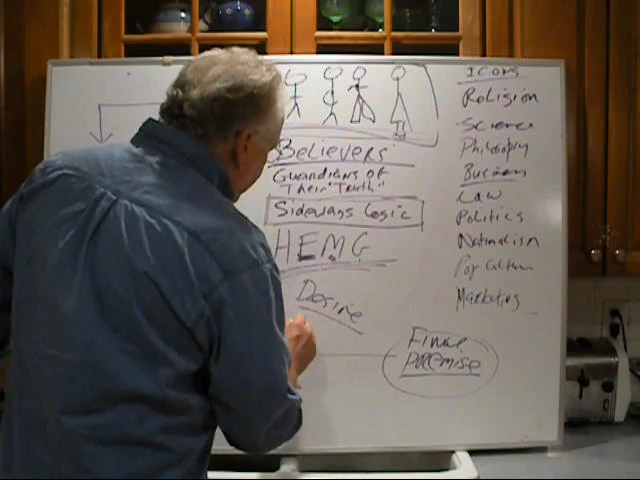 Believers
Guardians of
Their "Truth"
Sideways Logic
HEMG
Desire
Final
Premise
Icons
Religion
Science
Philosophy
Business
Law
Politics
Nationalism
Pop Culture
Marketing